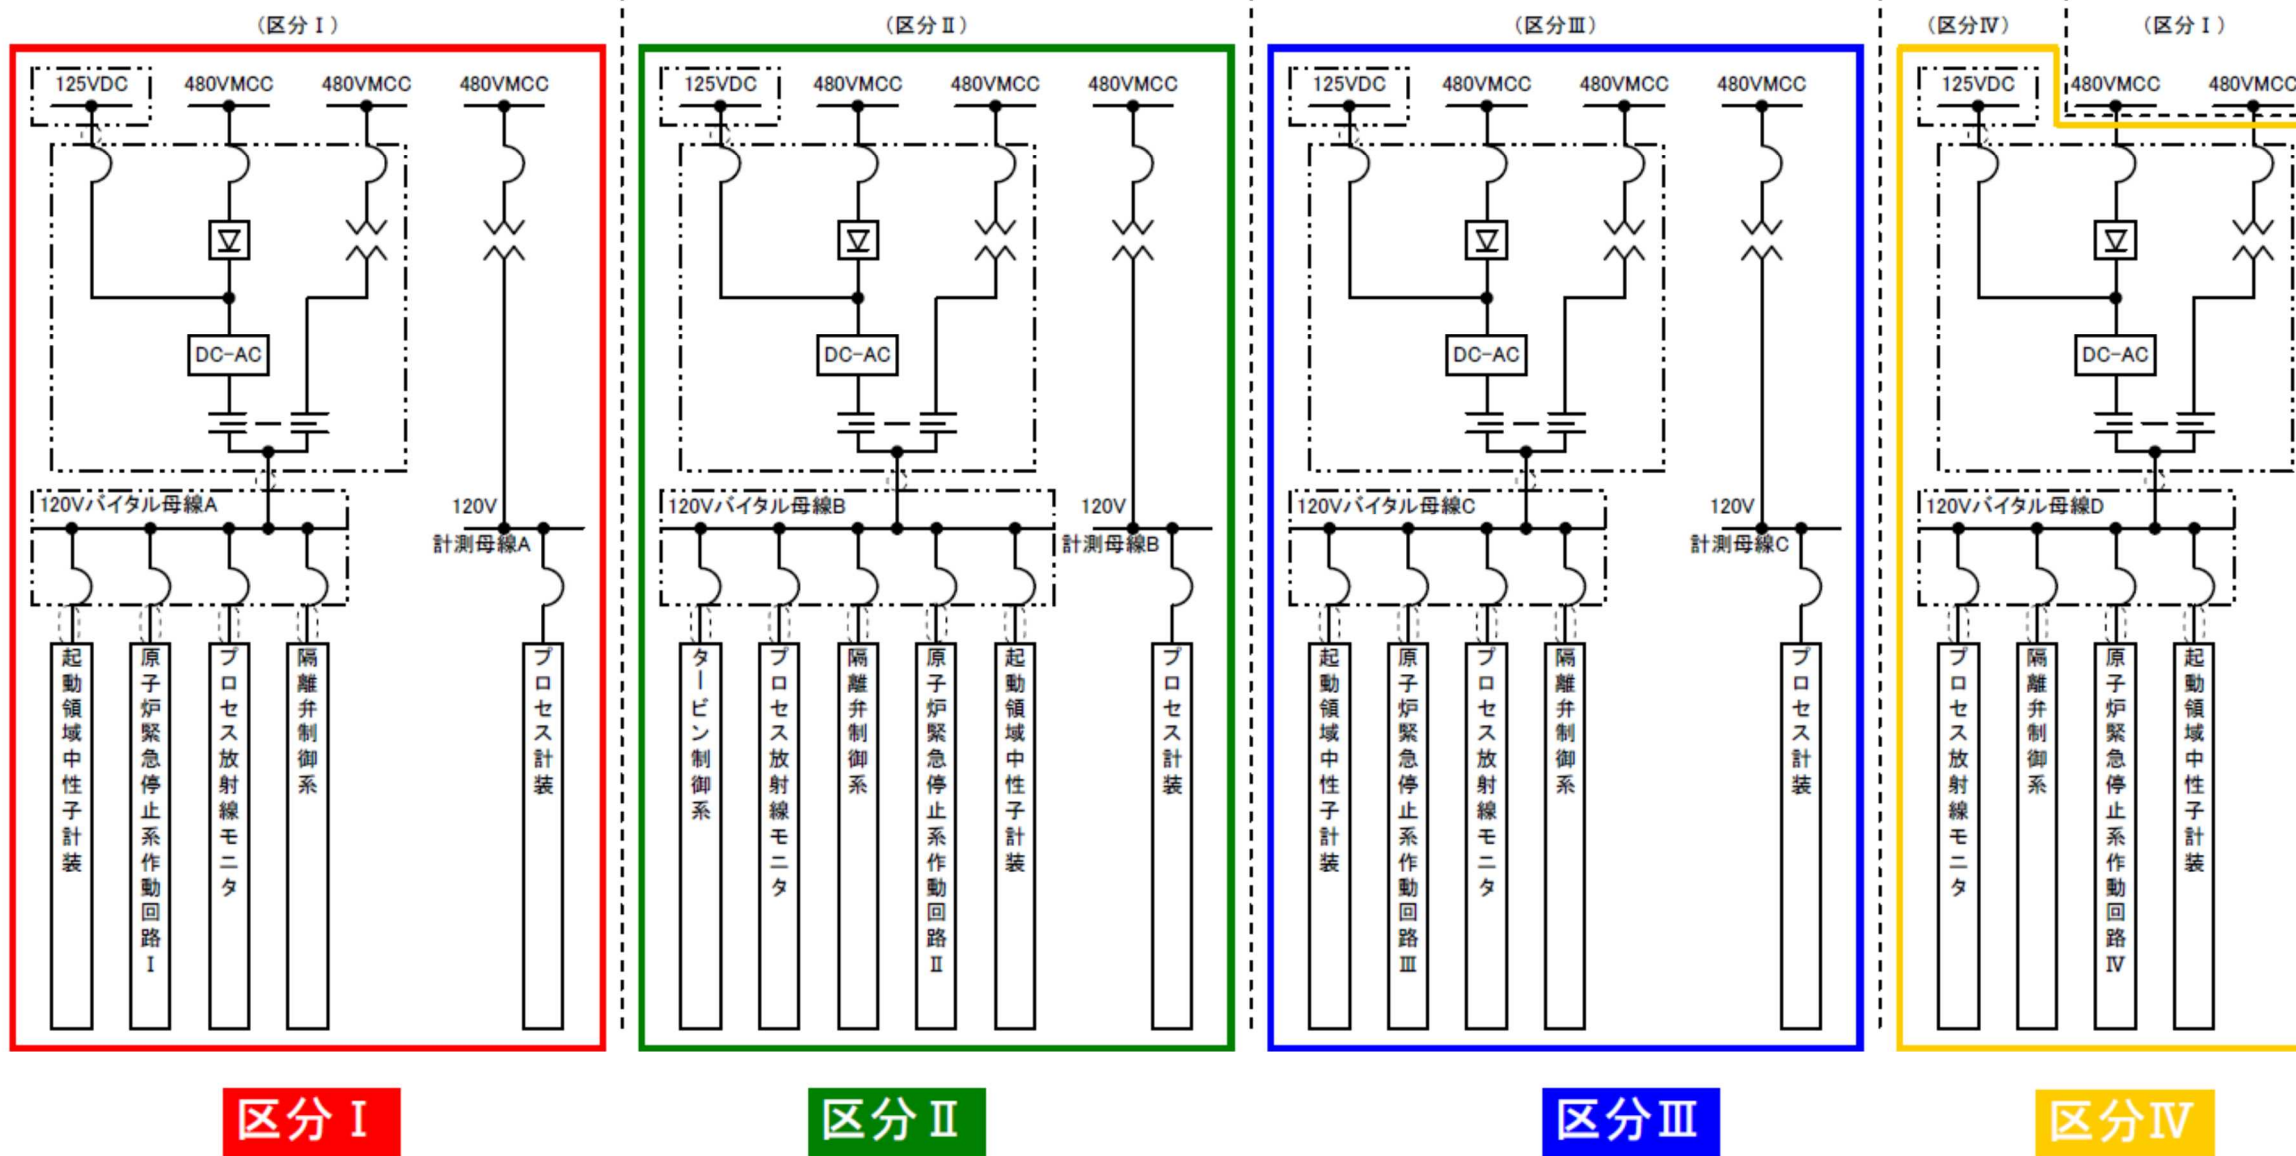 (区分Ⅰ)
(区分Ⅱ)
(区分Ⅲ)
(区分Ⅳ)
(区分Ⅰ)
125VDC
480VMCC
480VMCC
480VMCC
125VDC
480VMCC
480VMCC
480VMCC
125VDC
480VMCC
480VMCC
480VMCC
125VDC
480VMCC
480VMCC
DC-AC
DC-AC
DC-AC
DC-AC
120Vバイタル母線A
120V
計測母線A
120Vバイタル母線B
120V
計測母線B
120Vバイタル母線C
120V
計測母線C
120Vバイタル母線D
起動領域中性子計装
原子炉緊急停止系作動回路Ⅰ
プロセス放射線モニタ
隔離弁制御系
プロセス計装
タービン制御系
プロセス放射線モニタ
隔離弁制御系
原子炉緊急停止系作動回路Ⅱ
起動領域中性子計装
プロセス計装
起動領域中性子計装
原子炉緊急停止系作動回路Ⅲ
プロセス放射線モニタ
隔離弁制御系
プロセス計装
プロセス放射線モニタ
隔離弁制御系
原子炉緊急停止系作動回路Ⅳ
起動領域中性子計装
区分Ⅰ
区分Ⅱ
区分Ⅲ
区分Ⅳ